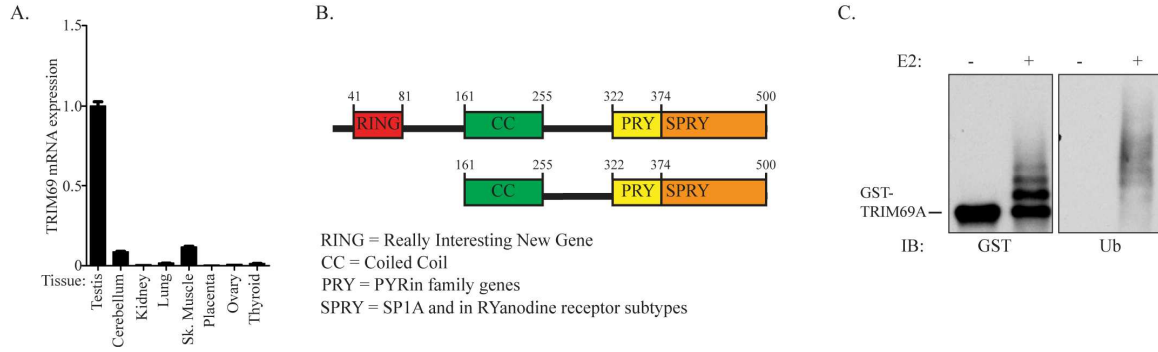 A.
TRIM69 mRNA expression
1.5
1.0
0.5
0
Tissue:
Testis
Cerebellum
Kidney
Lung
Sk. Muscle
Placenta
Ovary
Thyroid
B.
41 81 161 255 322 374 500
RING CC PRY SPRY
161 255 322 374 500
CC PRY SPRY
RING = Really Interesting New Gene
CC = Coiled Coil
PRY = PYRin family genes
SPRY = SP1A and in RYanodine receptor subtypes
C.
E2: - + - +
GST-
TRIM69A
IB: GST Ub